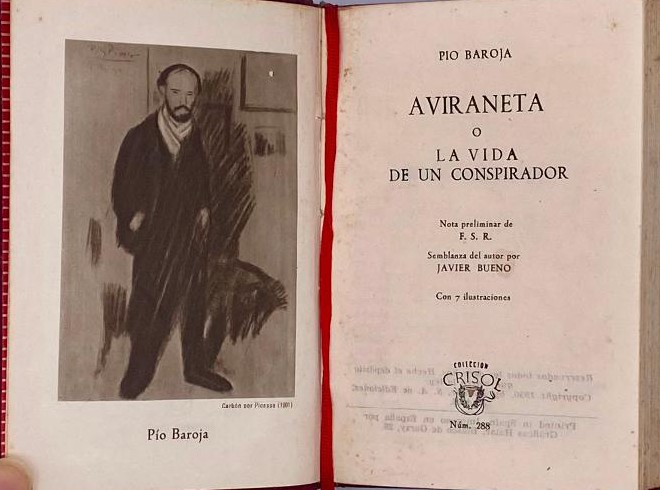 Carbón por Picasso (1901)
Pío Baroja
PIO BAROJA
AVIRANETA
O
LA VIDA
DE UN CONSPIRADOR
Nota preliminar de
F. S. R.
Semblanza del autor por
JAVIER BUENO
Con 7 ilustraciones
COLECCION
CRISOL
Núm. 288